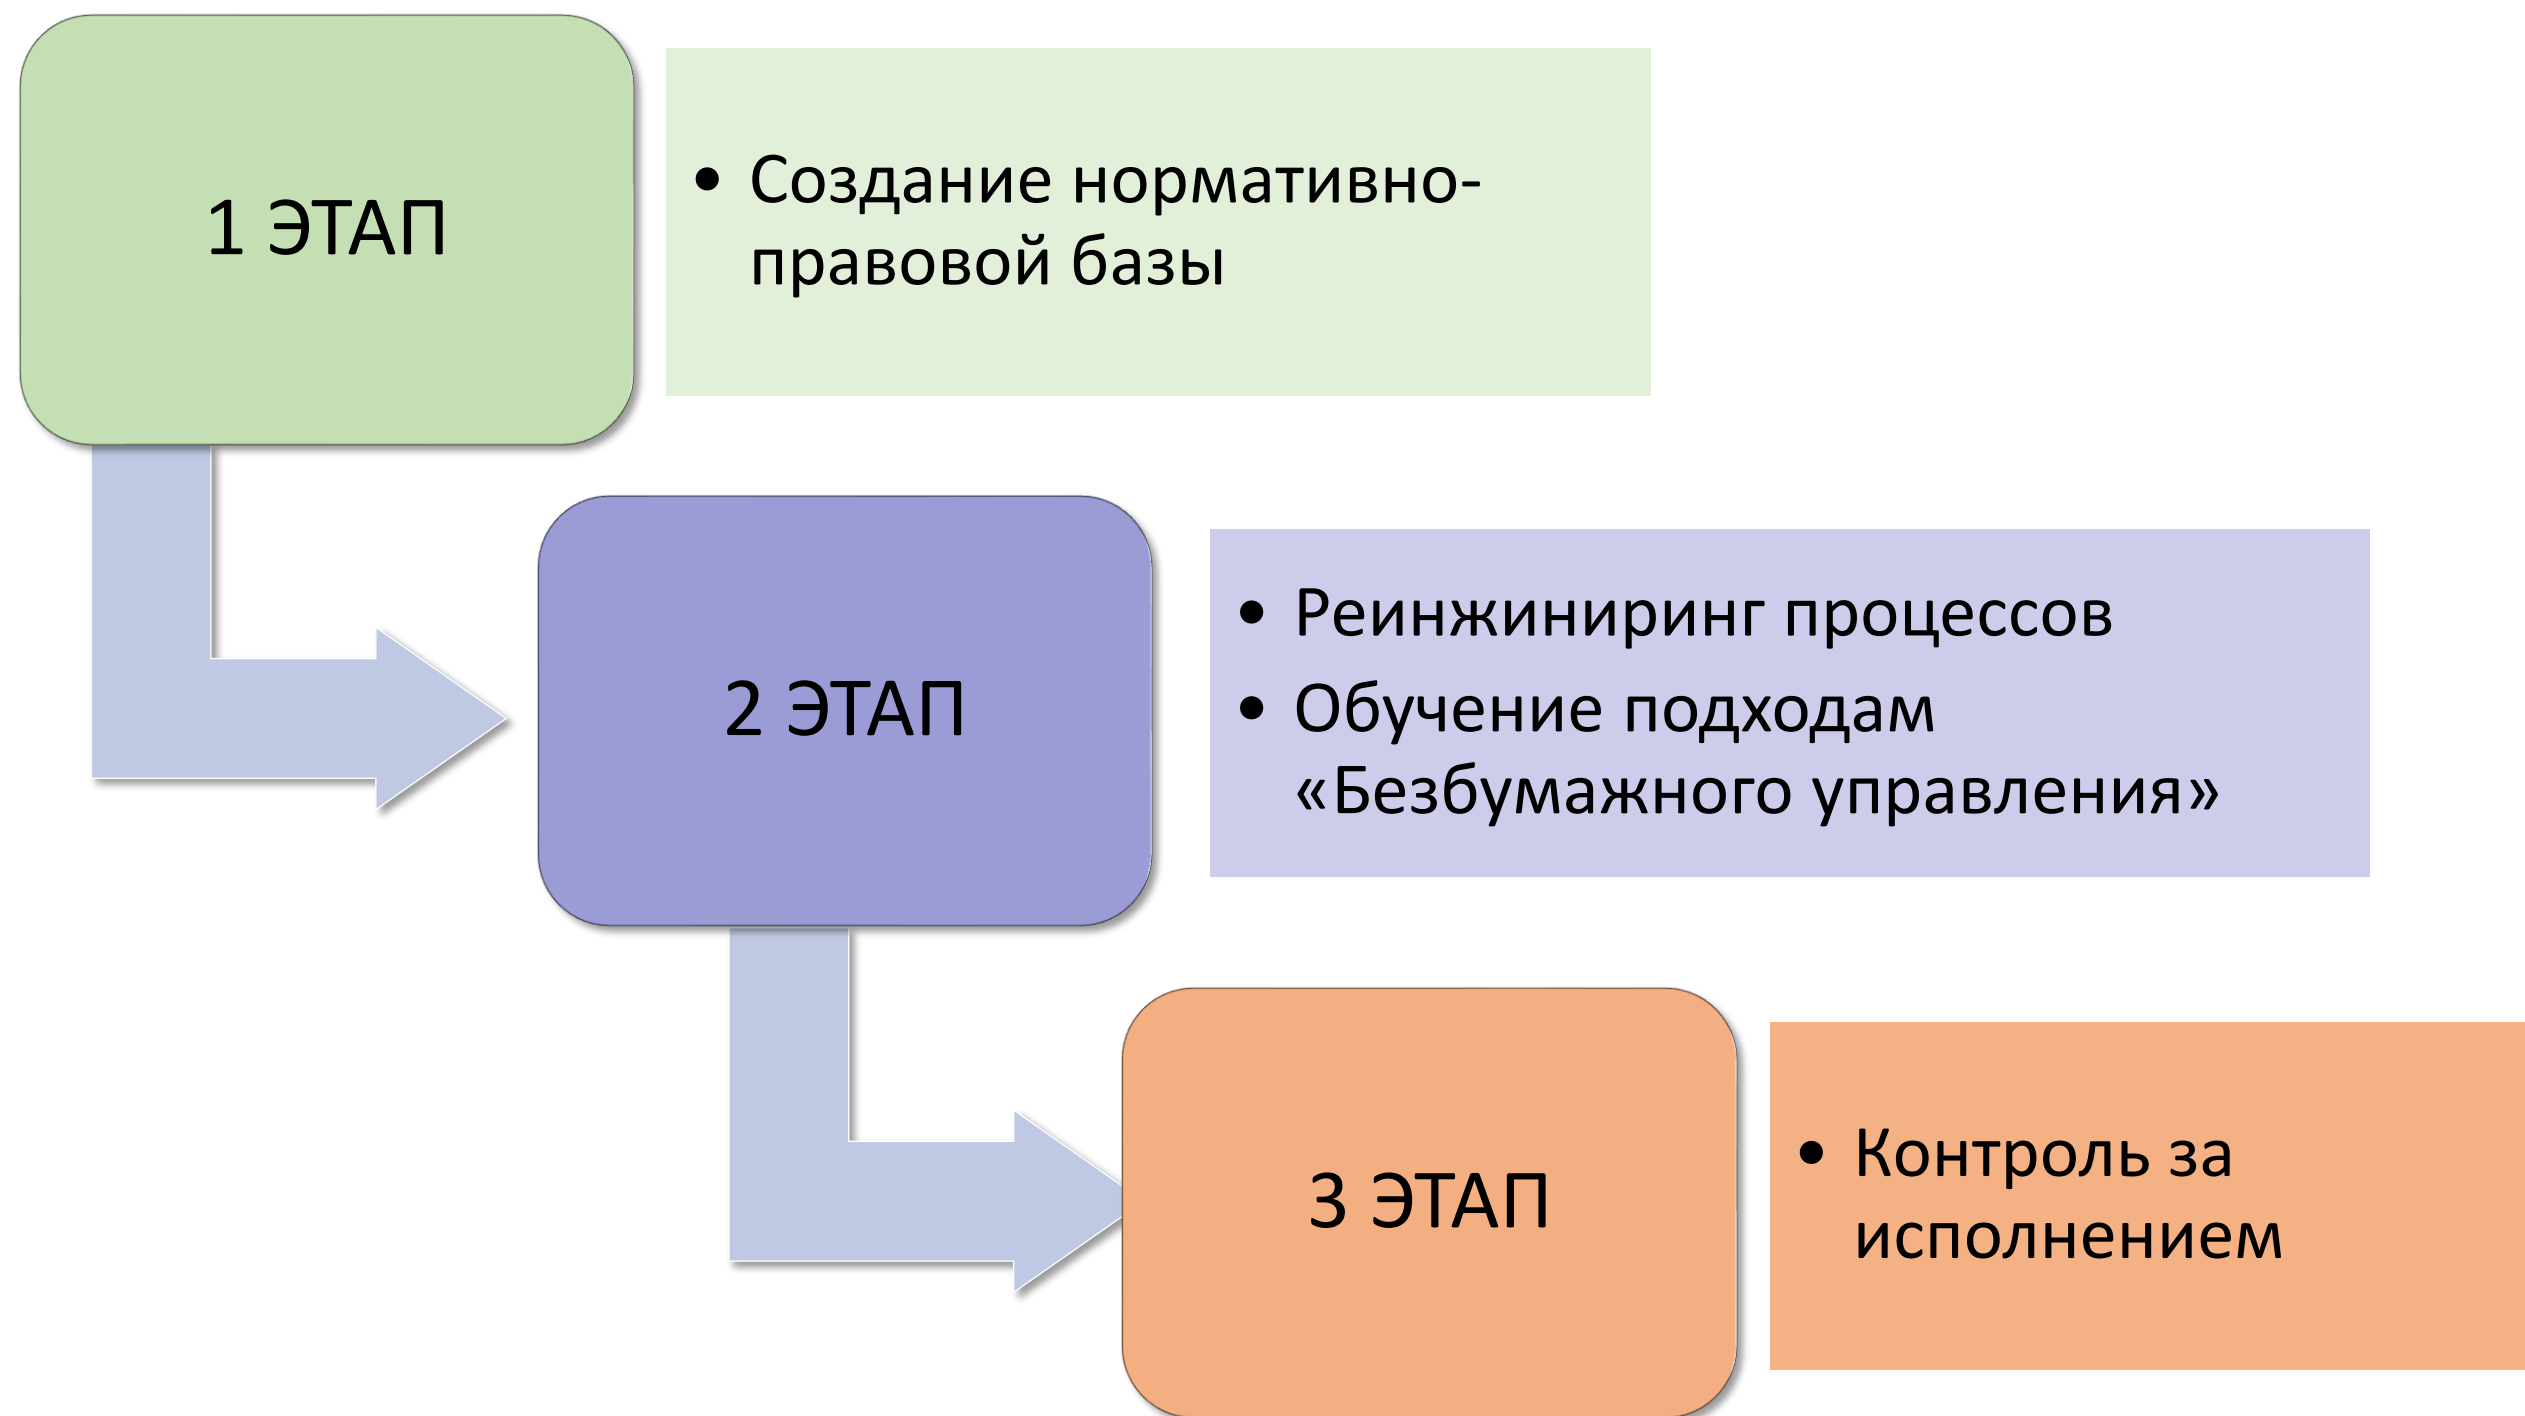 1 ЭТАП
• Создание нормативно-
правовой базы
2 ЭТАП
• Реинжиниринг процессов
• Обучение подходам
«Безбумажного управления»
3 ЭТАП
• Контроль за
исполнением